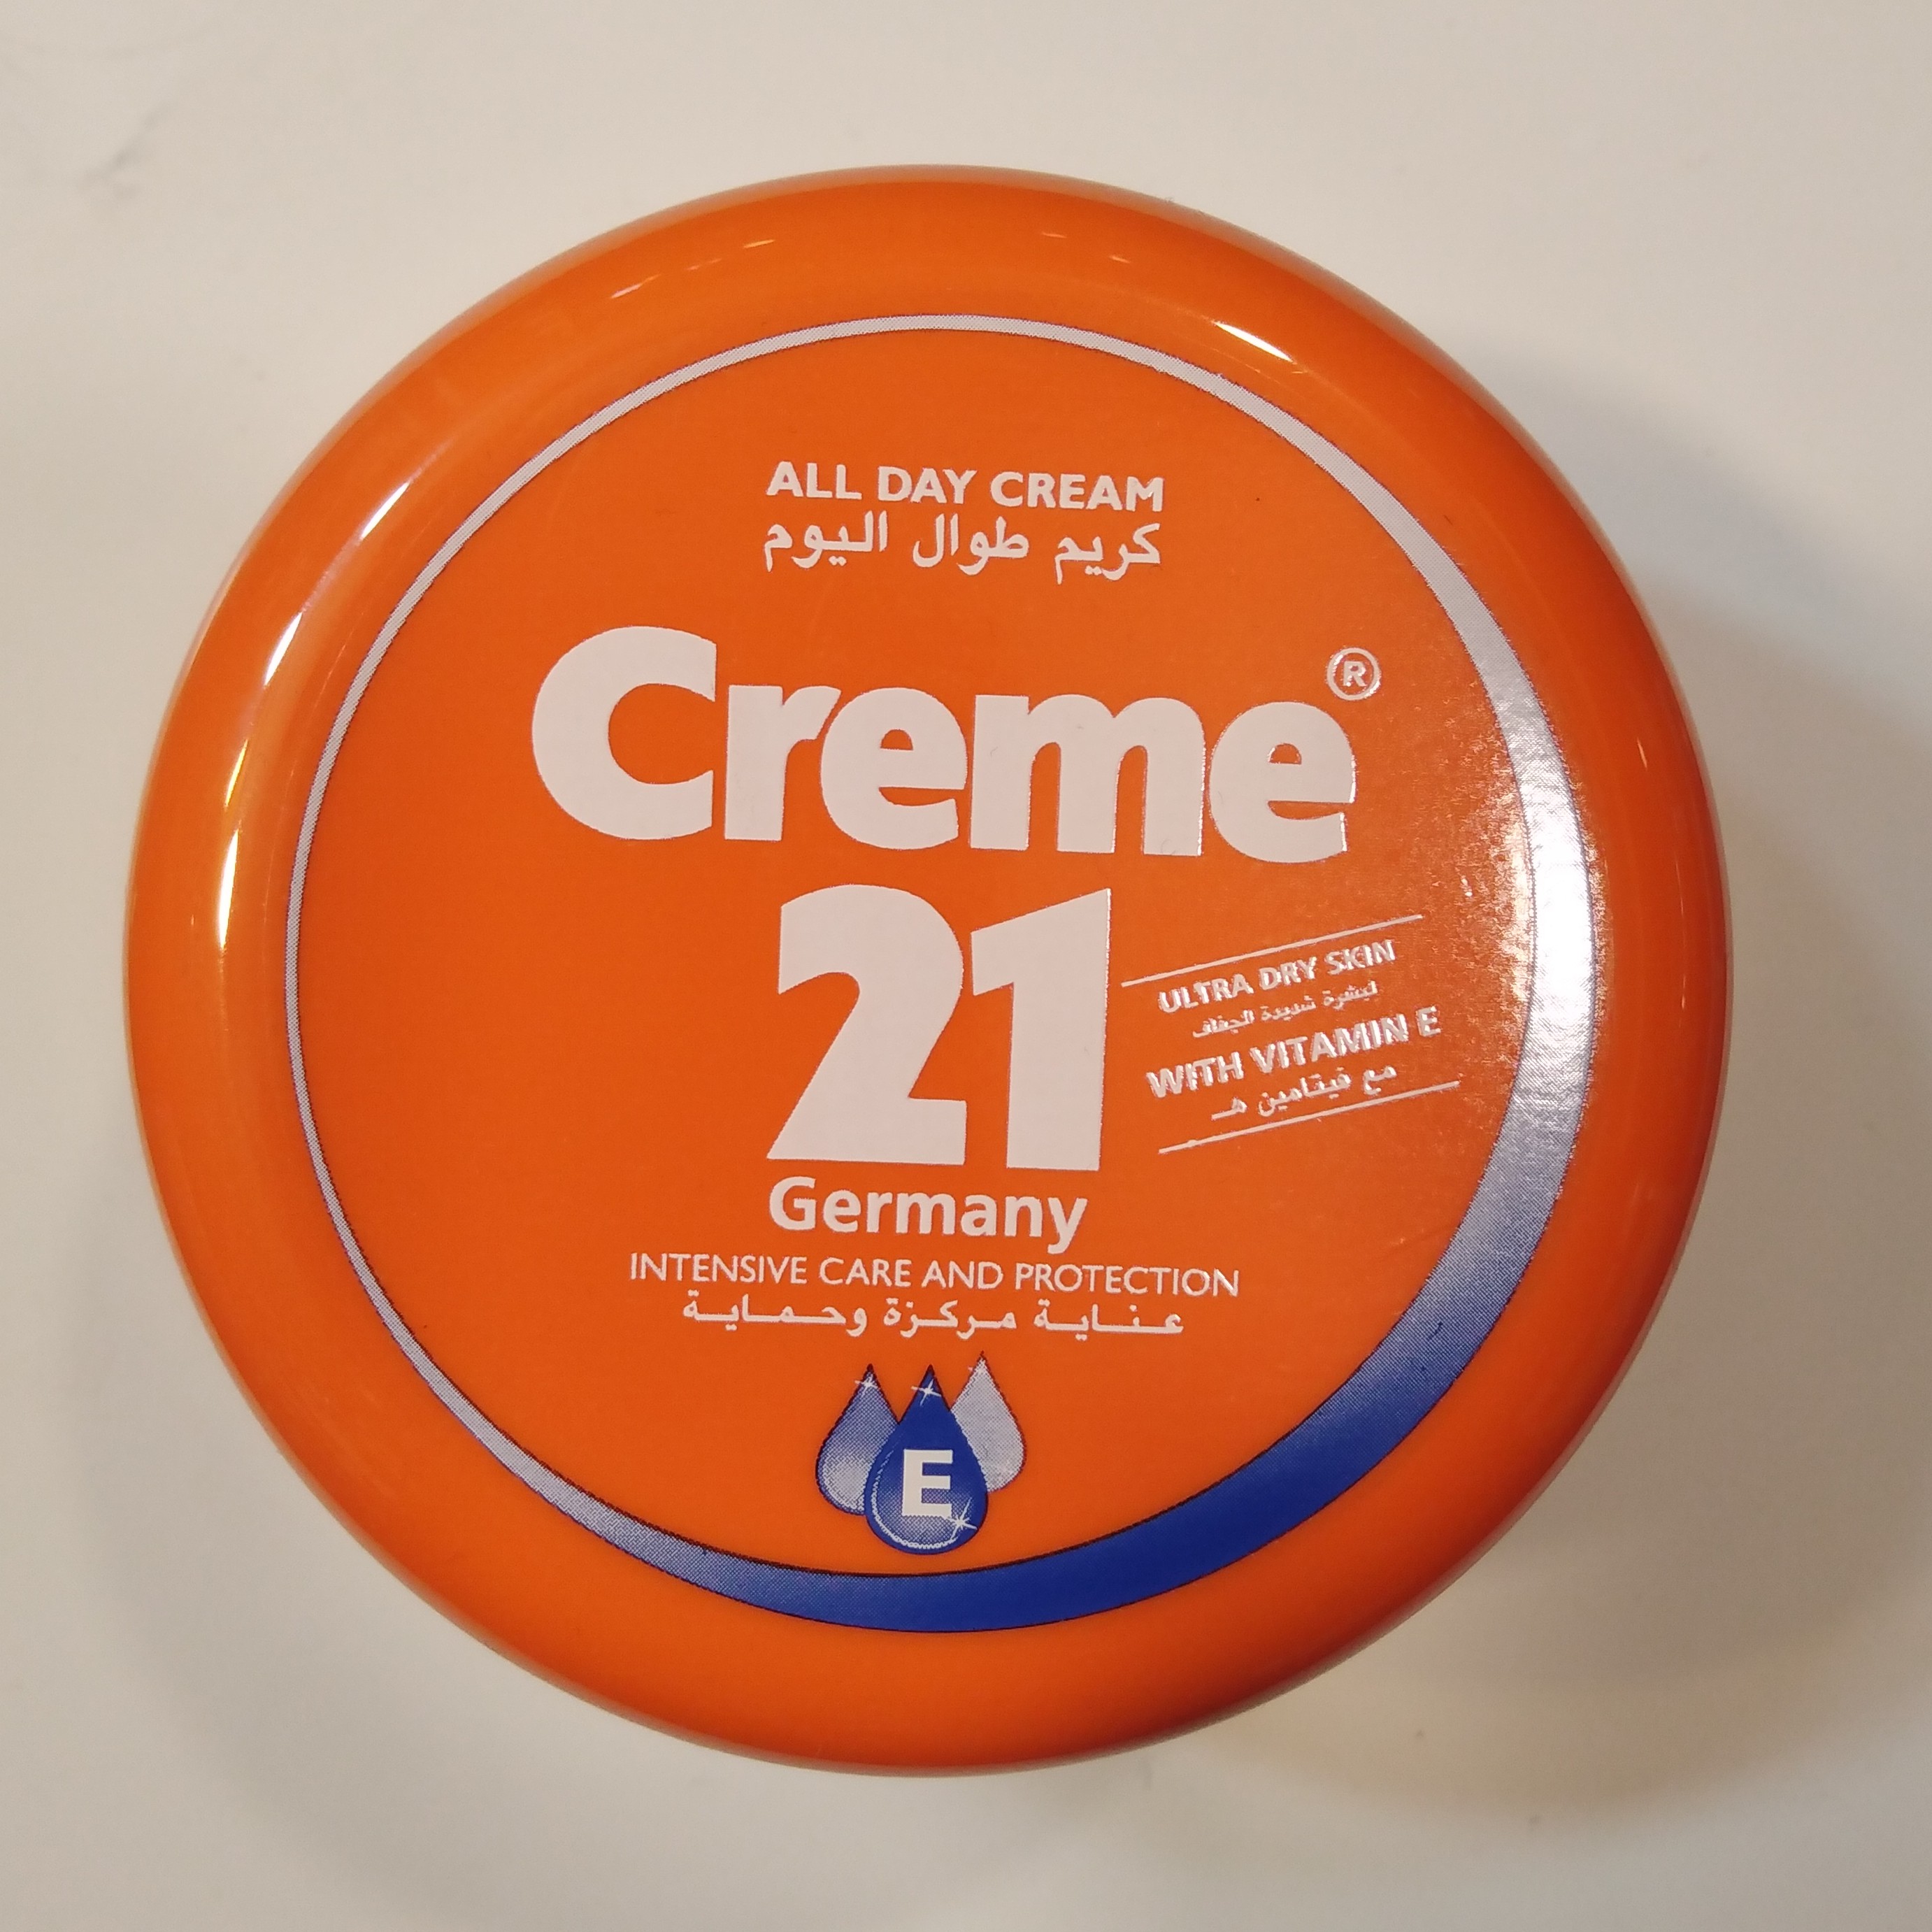 ALL DAY CREAM
كريم طوال اليوم
Creme®
21
ULTRA DRY SKIN
لبشرة شديدة الجفاف
WITH VITAMIN E
مع فيتامين هـ
Germany
INTENSIVE CARE AND PROTECTION
عناية مركزة وحماية
E